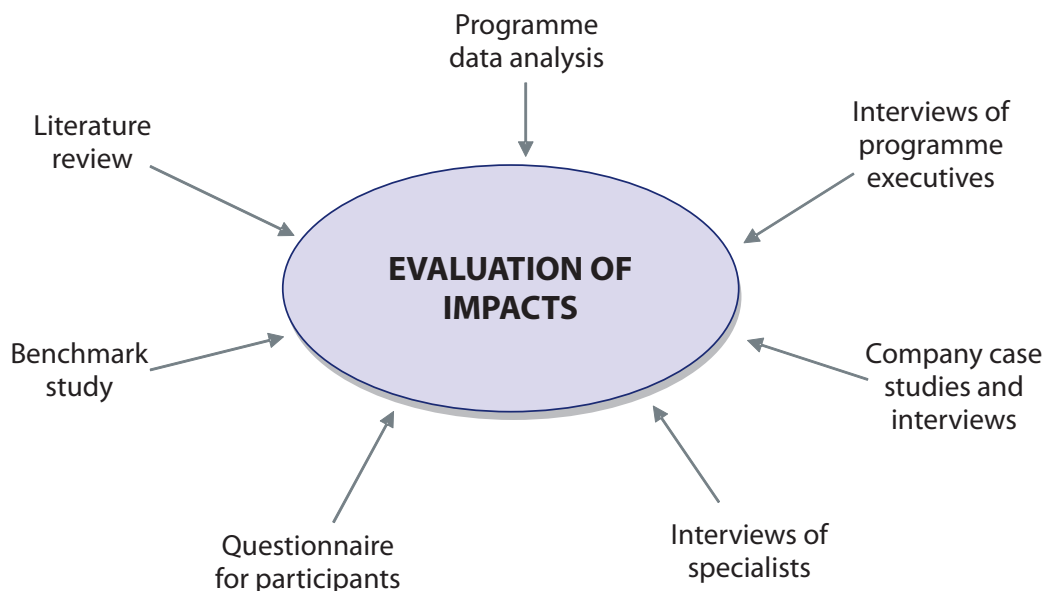 Programme
data analysis
Literature
review
Interviews of
programme
executives
EVALUATION OF
IMPACTS
Benchmark
study
Company case
studies and
interviews
Questionnaire
for participants
Interviews of
specialists